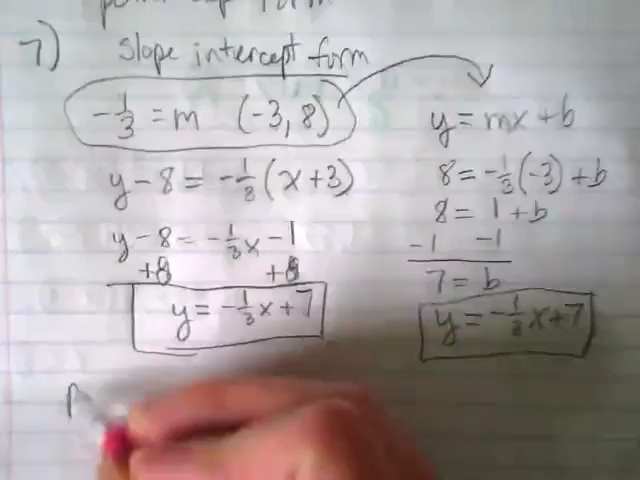 form
7) slope intercept form
-1/3 = m (-3, 8)
y - 8 = -1/3 (x + 3)
y - 8 = -1/3x - 1
+8 +8
y = -1/3x + 7
y = mx + b
8 = -1/3(-3) + b
8 = 1 + b
-1 -1
7 = b
y = -1/3x + 7